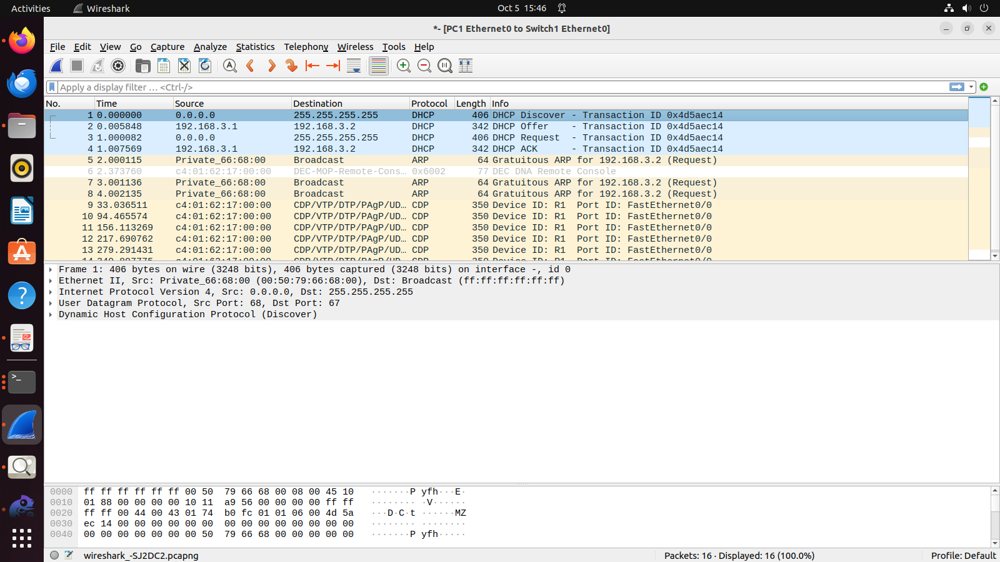 Activities Wireshark Oct 5 15:46
*- [PC1 Ethernet0 to Switch1 Ethernet0]
File Edit View Go Capture Analyze Statistics Telephony Wireless Tools Help
Apply a display filter … <Ctrl-/>
No. Time Source Destination Protocol Length Info
1 0.000000 0.0.0.0 255.255.255.255 DHCP 406 DHCP Discover - Transaction ID 0x4d5aec14
2 0.005848 192.168.3.1 192.168.3.2 DHCP 342 DHCP Offer - Transaction ID 0x4d5aec14
3 1.000082 0.0.0.0 255.255.255.255 DHCP 406 DHCP Request - Transaction ID 0x4d5aec14
4 1.007569 192.168.3.1 192.168.3.2 DHCP 342 DHCP ACK - Transaction ID 0x4d5aec14
5 2.000115 Private_66:68:00 Broadcast ARP 64 Gratuitous ARP for 192.168.3.2 (Request)
6 2.373760 c4:01:62:17:00:00 DEC-MOP-Remote-Cons… 0x6002 77 DEC DNA Remote Console
7 3.001136 Private_66:68:00 Broadcast ARP 64 Gratuitous ARP for 192.168.3.2 (Request)
8 4.002135 Private_66:68:00 Broadcast ARP 64 Gratuitous ARP for 192.168.3.2 (Request)
9 33.036511 c4:01:62:17:00:00 CDP/VTP/DTP/PAgP/UD… CDP 350 Device ID: R1 Port ID: FastEthernet0/0
10 94.465574 c4:01:62:17:00:00 CDP/VTP/DTP/PAgP/UD… CDP 350 Device ID: R1 Port ID: FastEthernet0/0
11 156.113269 c4:01:62:17:00:00 CDP/VTP/DTP/PAgP/UD… CDP 350 Device ID: R1 Port ID: FastEthernet0/0
12 217.690762 c4:01:62:17:00:00 CDP/VTP/DTP/PAgP/UD… CDP 350 Device ID: R1 Port ID: FastEthernet0/0
13 279.291431 c4:01:62:17:00:00 CDP/VTP/DTP/PAgP/UD… CDP 350 Device ID: R1 Port ID: FastEthernet0/0
14 340.897775 c4:01:62:17:00:00 CDP/VTP/DTP/PAgP/UD… CDP 350 Device ID: R1 Port ID: FastEthernet0/0
Frame 1: 406 bytes on wire (3248 bits), 406 bytes captured (3248 bits) on interface -, id 0
Ethernet II, Src: Private_66:68:00 (00:50:79:66:68:00), Dst: Broadcast (ff:ff:ff:ff:ff:ff)
Internet Protocol Version 4, Src: 0.0.0.0, Dst: 255.255.255.255
User Datagram Protocol, Src Port: 68, Dst Port: 67
Dynamic Host Configuration Protocol (Discover)
0000 ff ff ff ff ff ff 00 50 79 66 68 00 08 00 45 10 ·······P yfh···E·
0010 01 88 00 00 00 00 10 11 a9 56 00 00 00 00 ff ff ········ ·V······
0020 ff ff 00 44 00 43 01 74 b0 fc 01 01 06 00 4d 5a ···D·C·t ······MZ
0030 ec 14 00 00 00 00 00 00 00 00 00 00 00 00 00 00 ········ ········
0040 00 00 00 00 00 00 00 50 79 66 68 00 00 00 00 00 ·······P yfh·····
wireshark_-SJ2DC2.pcapng Packets: 16 · Displayed: 16 (100.0%) Profile: Default